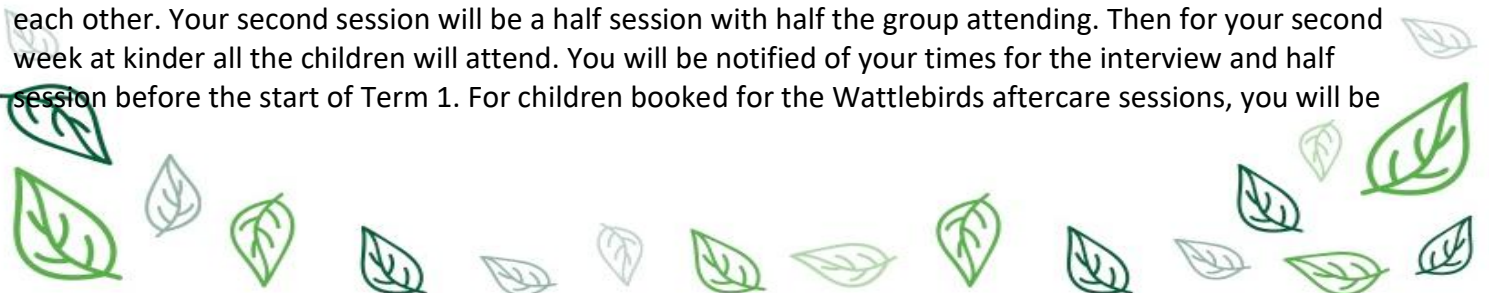 each other. Your second session will be a half session with half the group attending. Then for your second
week at kinder all the children will attend. You will be notified of your times for the interview and half
session before the start of Term 1. For children booked for the Wattlebirds aftercare sessions, you will be